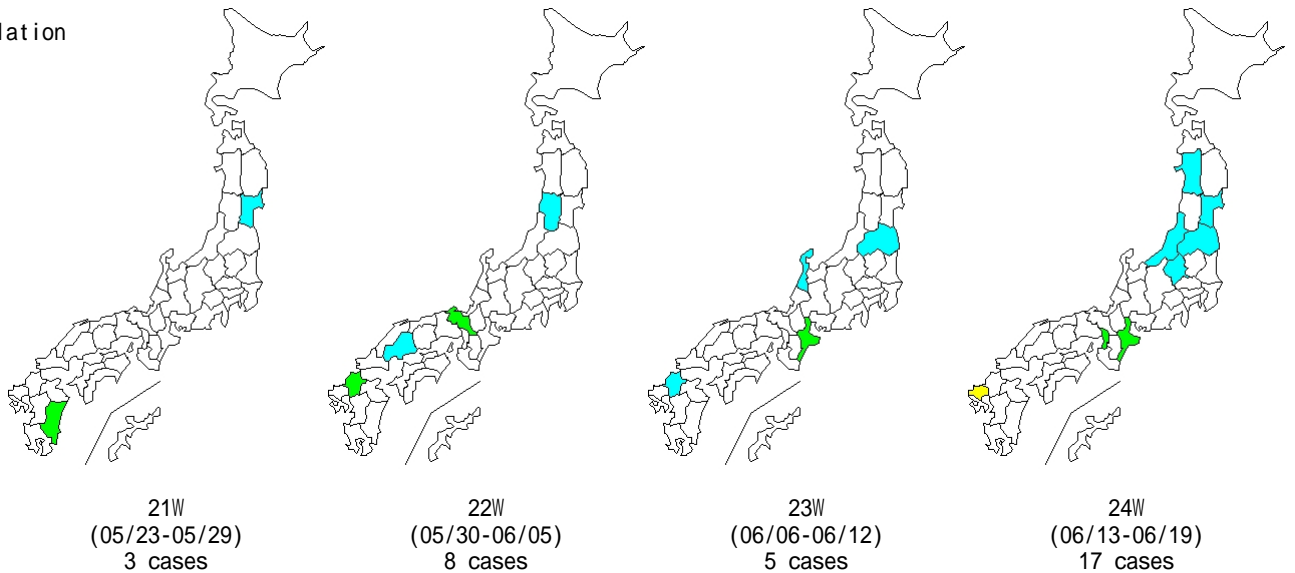 lation
21W
(05/23-05/29)
3 cases
22W
(05/30-06/05)
8 cases
23W
(06/06-06/12)
5 cases
24W
(06/13-06/19)
17 cases